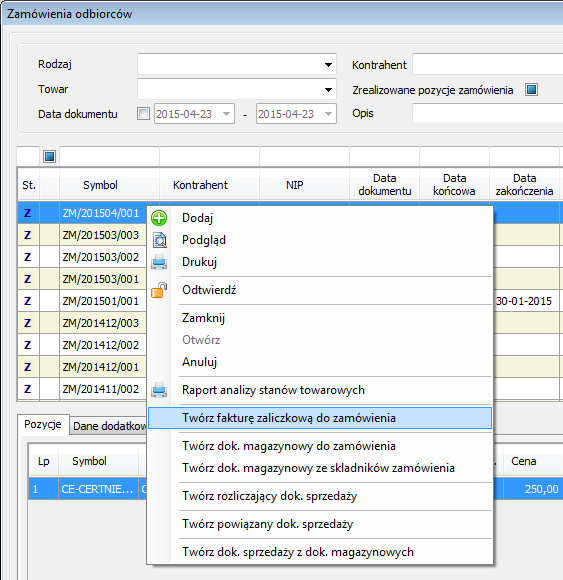 Zamówienia odbiorców
Rodzaj
Kontrahent
Towar
Zrealizowane pozycje zamówienia
Data dokumentu 2015-04-23 - 2015-04-23 Opis
St. Symbol Kontrahent NIP Data dokumentu Data końcowa Data zakończenia
Z ZM/201504/001
Z ZM/201503/003
Z ZM/201503/002
Z ZM/201503/001
Z ZM/201501/001 30-01-2015
Z ZM/201412/003
Z ZM/201412/002
Z ZM/201412/001
Z ZM/201411/002
Dodaj
Podgląd
Drukuj
Odtwierdź
Zamknij
Otwórz
Anuluj
Raport analizy stanów towarowych
Twórz fakturę zaliczkową do zamówienia
Twórz dok. magazynowy do zamówienia
Twórz dok. magazynowy ze składników zamówienia
Twórz rozliczający dok. sprzedaży
Twórz powiązany dok. sprzedaży
Twórz dok. sprzedaży z dok. magazynowych
Pozycje Dane dodatkow
Lp Symbol Cena
1 CE-CERTNIE... 250,00